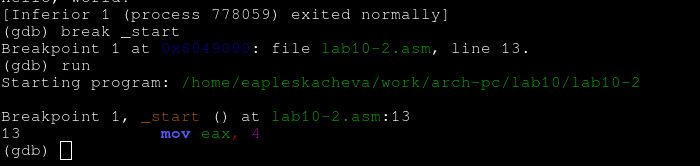 Hello, world!
[Inferior 1 (process 778059) exited normally]
(gdb) break _start
Breakpoint 1 at 0x8049000: file lab10-2.asm, line 13.
(gdb) run
Starting program: /home/eapleskacheva/work/arch-pc/lab10/lab10-2
Breakpoint 1, _start () at lab10-2.asm:13
13 mov eax, 4
(gdb)